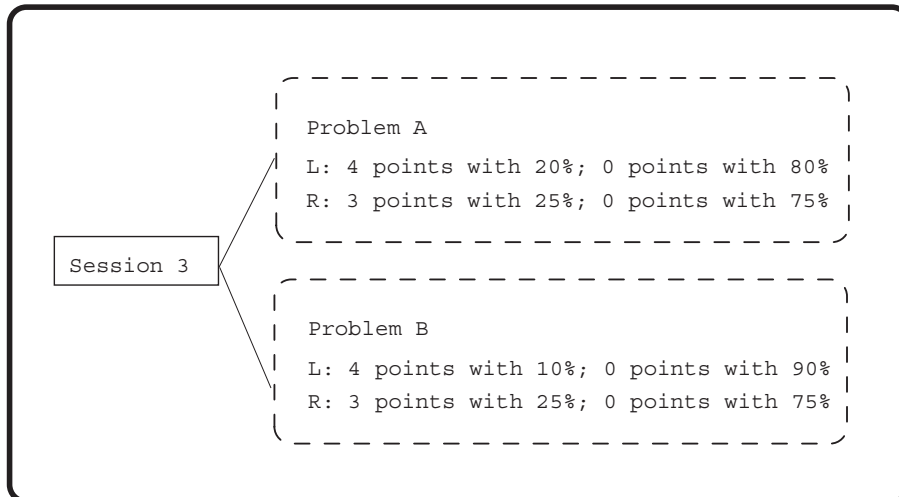 Problem A
L: 4 points with 20%; 0 points with 80%
R: 3 points with 25%; 0 points with 75%
Session 3
Problem B
L: 4 points with 10%; 0 points with 90%
R: 3 points with 25%; 0 points with 75%